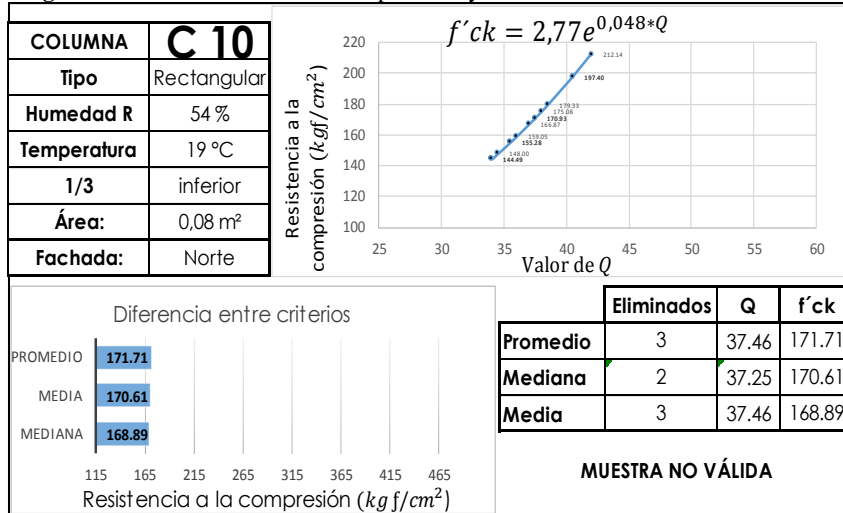 COLUMNA C 10
Tipo Rectangular
Humedad R 54 %
Temperatura 19 °C
1/3 inferior
Área: 0,08 m²
Fachada: Norte
f´ck = 2,77e^0,048*Q
Resistencia a la
compresión (kgf/cm²)
220
200
180
160
140
120
100
212.14
197.40
179.33
175.08
170.93
166.87
159.05
155.28
148.00
144.49
25 30 35 40 45 50 55 60
Valor de Q
Diferencia entre criterios
PROMEDIO 171.71
MEDIA 170.61
MEDIANA 168.89
115 165 215 265 315 365 415 465
Resistencia a la compresión (kg f/cm²)
Eliminados Q f´ck
Promedio 3 37.46 171.71
Mediana 2 37.25 170.61
Media 3 37.46 168.89
MUESTRA NO VÁLIDA